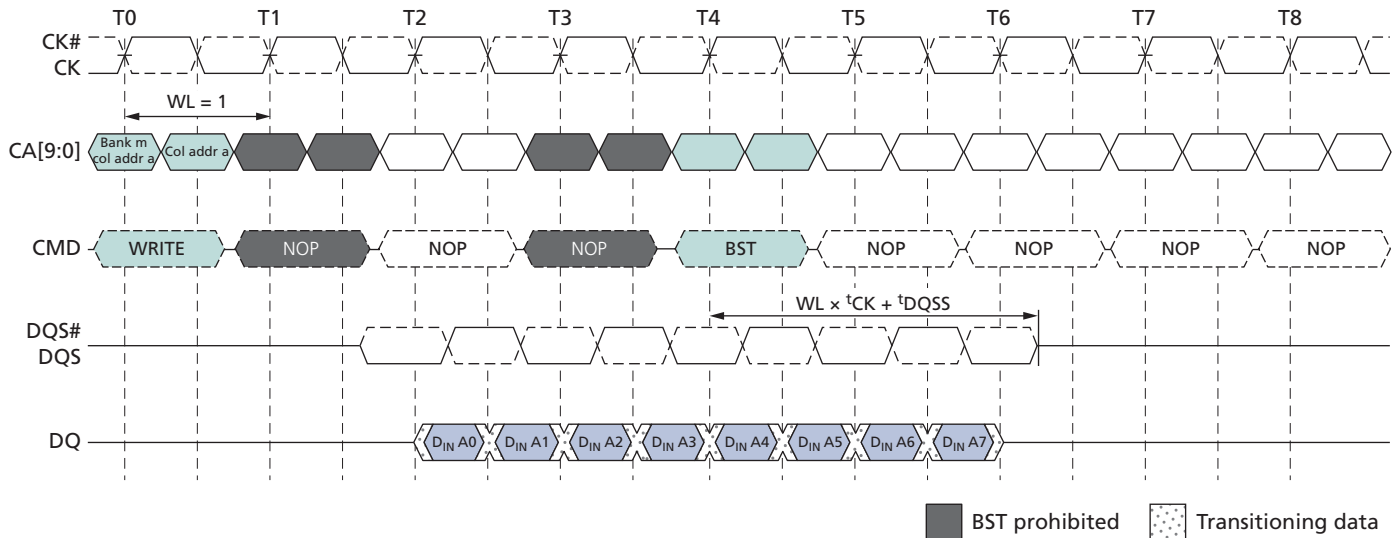 T0 T1 T2 T3 T4 T5 T6 T7 T8
CK#
CK
WL = 1
CA[9:0]
Bank m
col addr a
Col addr a
CMD
WRITE NOP NOP NOP BST NOP NOP NOP NOP
WL × tCK + tDQSS
DQS#
DQS
DQ
DIN A0 DIN A1 DIN A2 DIN A3 DIN A4 DIN A5 DIN A6 DIN A7
BST prohibited Transitioning data